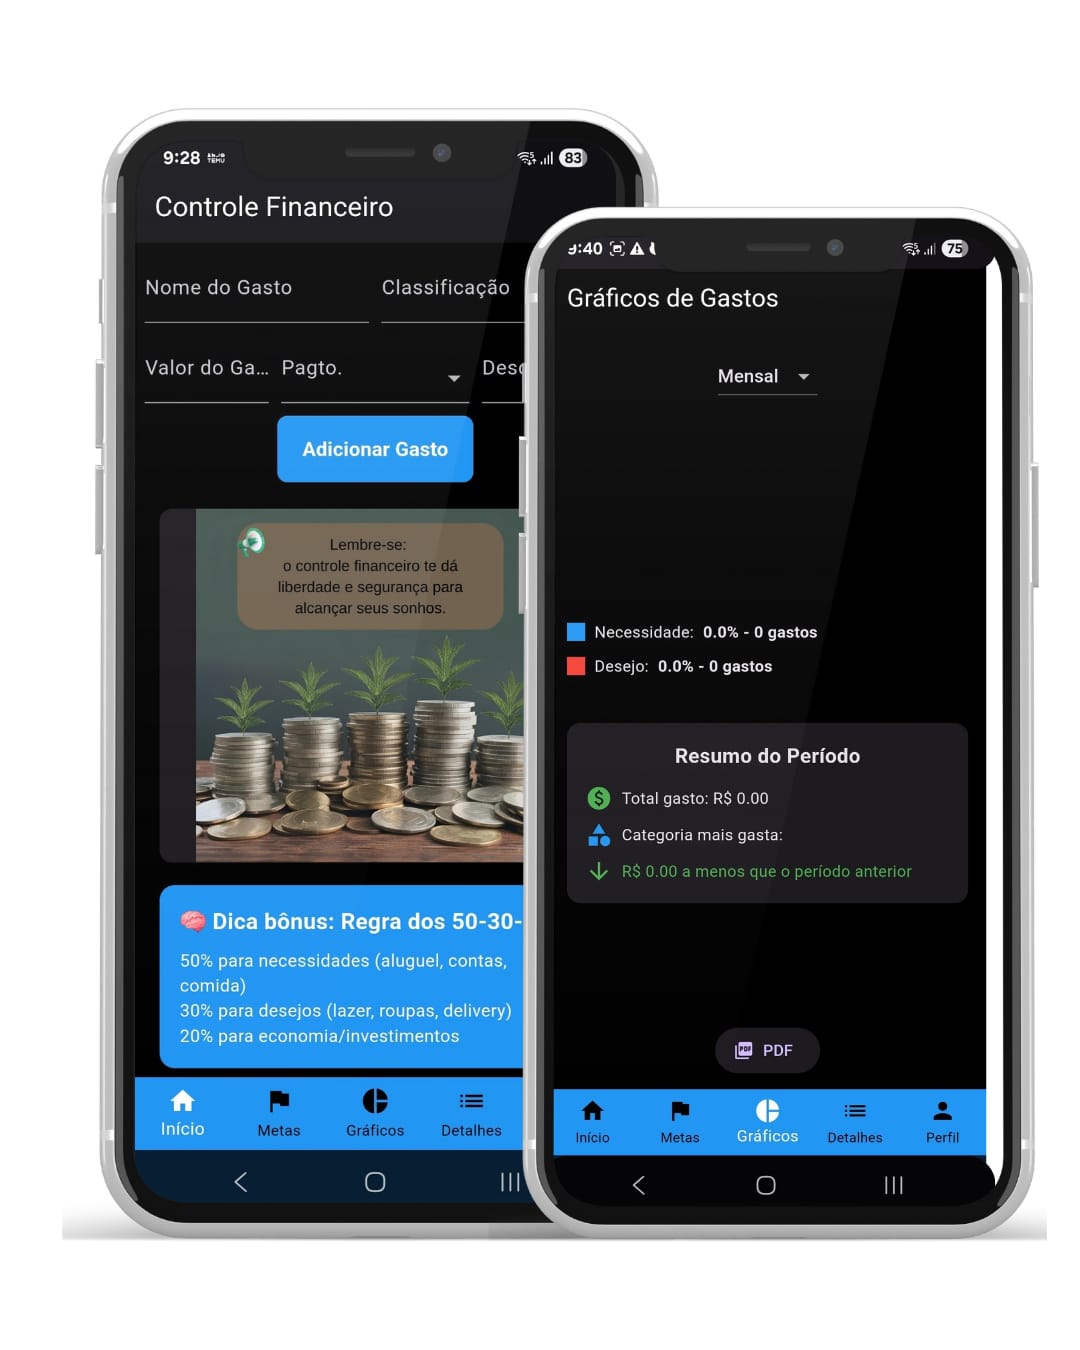 9:28
TEMU
83
Controle Financeiro
Nome do Gasto
Classificação
Valor do Ga...
Pagto.
Desc
Adicionar Gasto
Lembre-se:
o controle financeiro te dá
liberdade e segurança para
alcançar seus sonhos.
Dica bônus: Regra dos 50-30-
50% para necessidades (aluguel, contas,
comida)
30% para desejos (lazer, roupas, delivery)
20% para economia/investimentos
Início
Metas
Gráficos
Detalhes
9:40
75
Gráficos de Gastos
Mensal
Necessidade: 0.0% - 0 gastos
Desejo: 0.0% - 0 gastos
Resumo do Período
Total gasto: R$ 0.00
Categoria mais gasta:
R$ 0.00 a menos que o período anterior
PDF
Início
Metas
Gráficos
Detalhes
Perfil